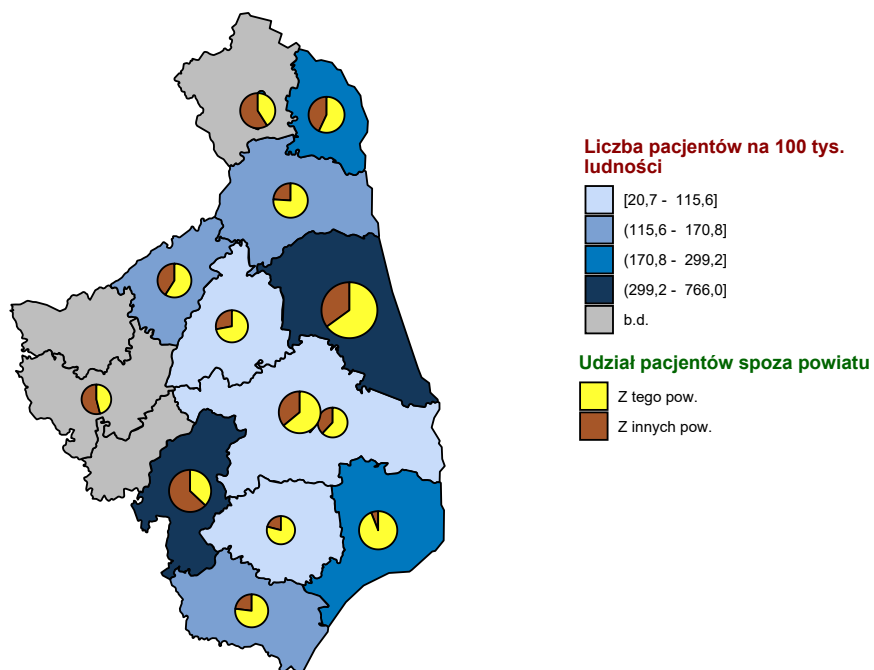 Liczba pacjentów na 100 tys.
ludności
[20,7 - 115,6]
(115,6 - 170,8]
(170,8 - 299,2]
(299,2 - 766,0]
b.d.
Udział pacjentów spoza powiatu
Z tego pow.
Z innych pow.